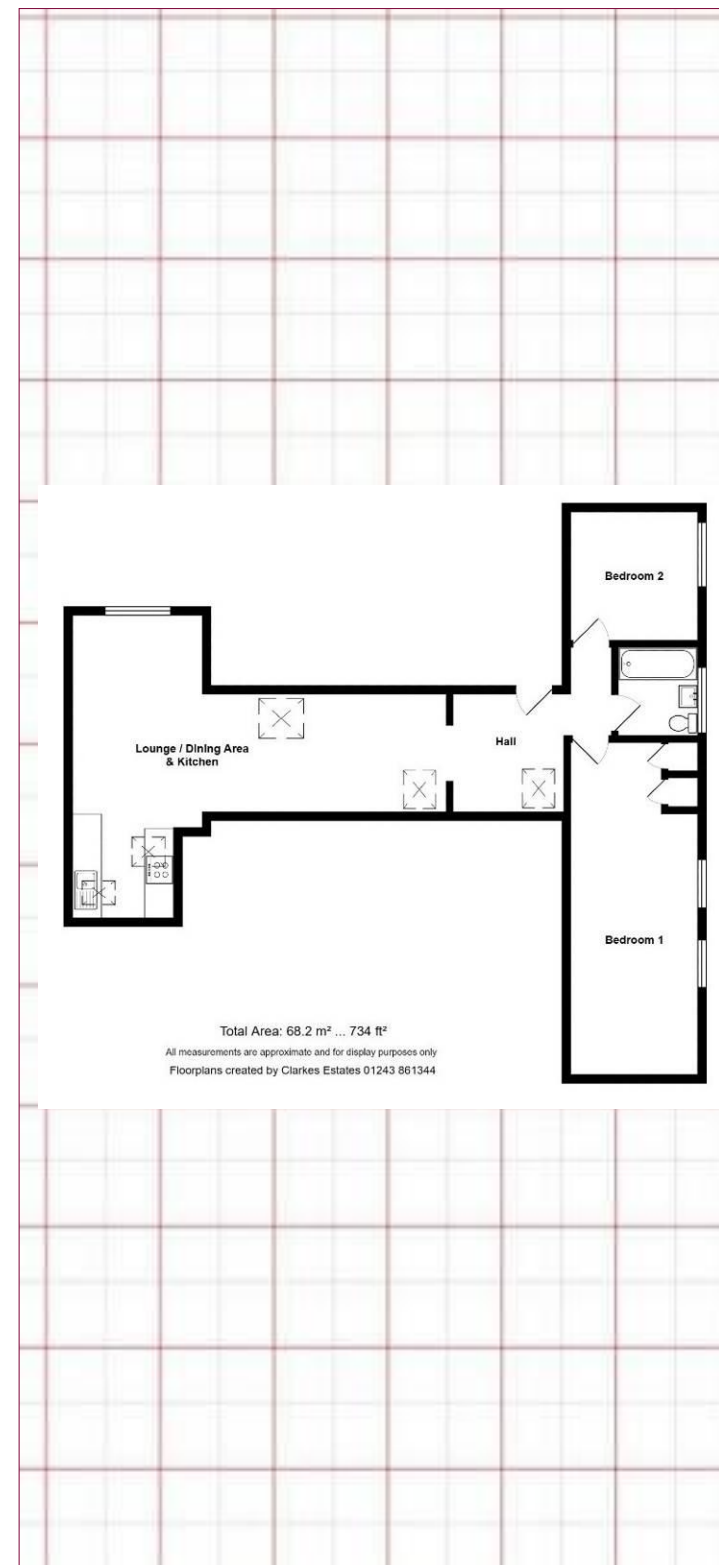 Bedroom 2
Lounge / Dining Area
& Kitchen
Hall
Bedroom 1
Total Area: 68.2 m² ... 734 ft²
All measurements are approximate and for display purposes only
Floorplans created by Clarkes Estates 01243 861344